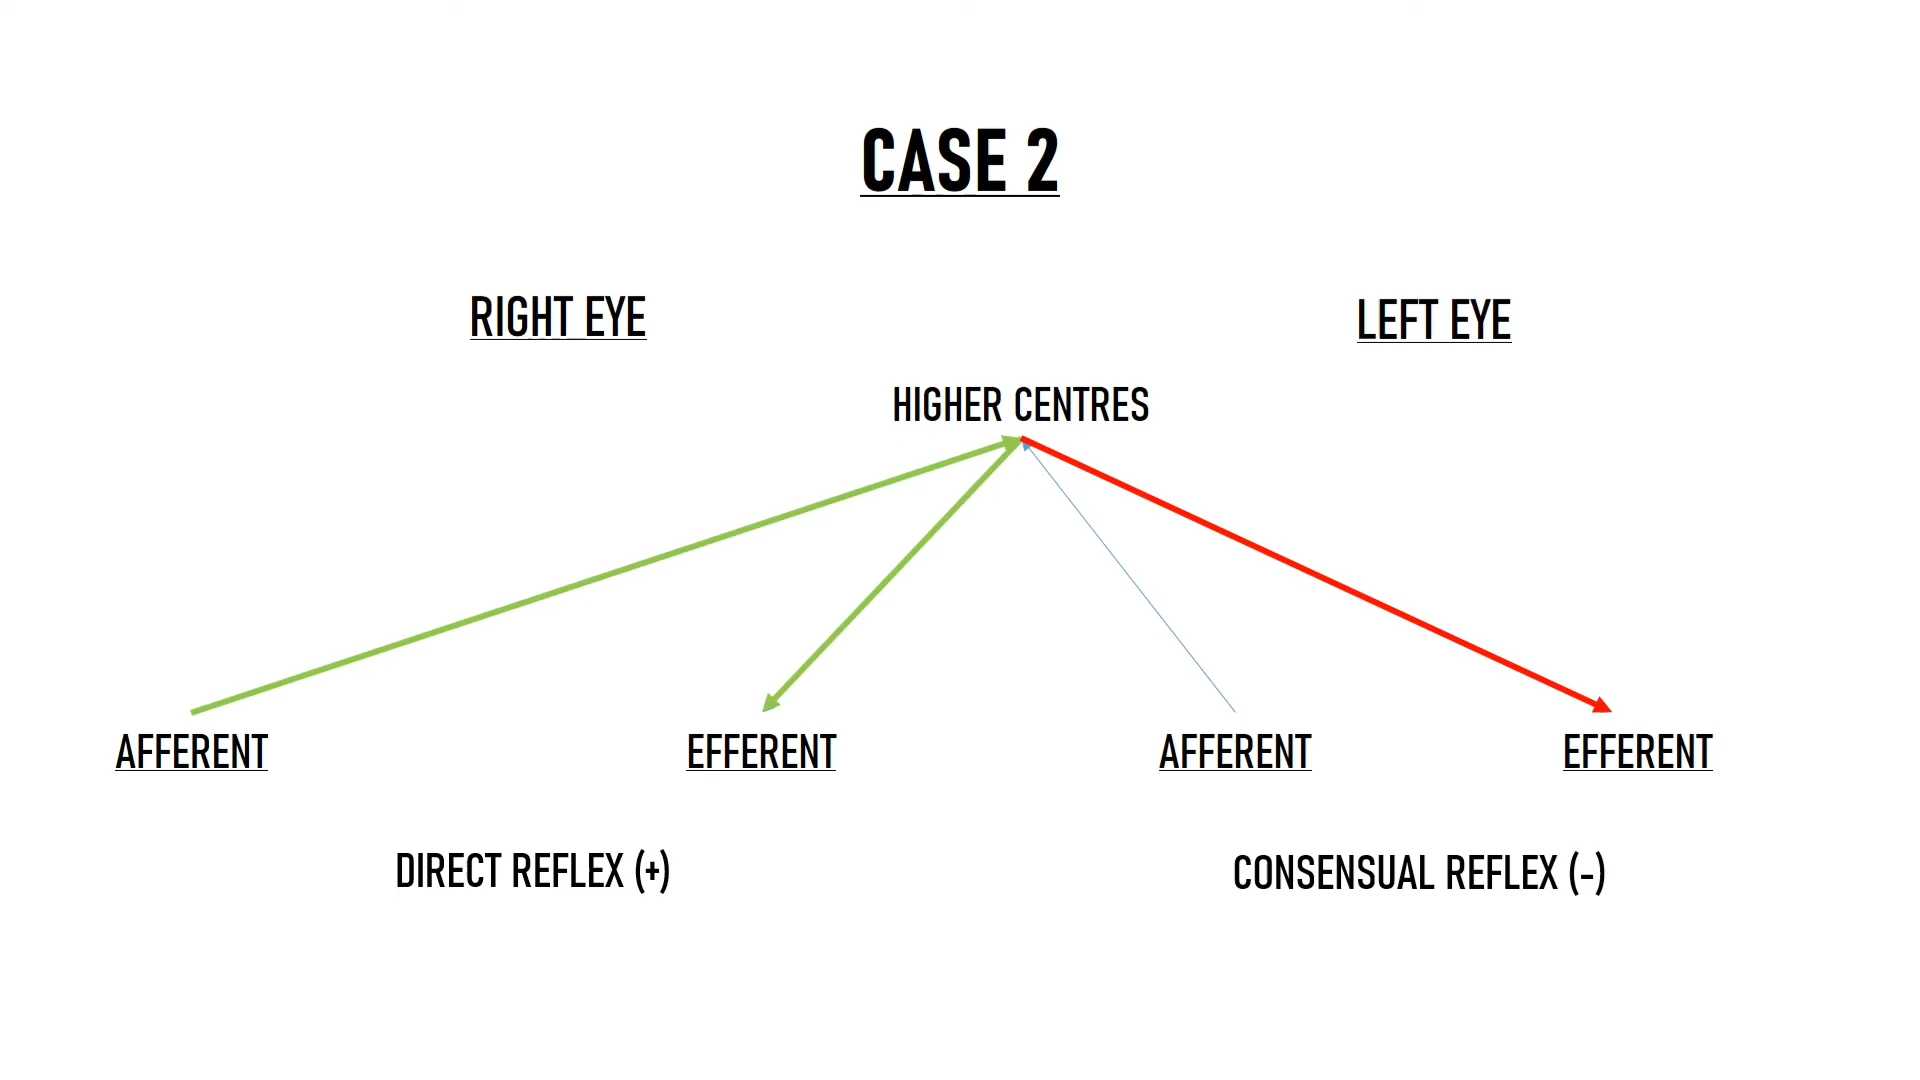 CASE 2
RIGHT EYE
LEFT EYE
HIGHER CENTRES
AFFERENT
EFFERENT
AFFERENT
EFFERENT
DIRECT REFLEX (+)
CONSENSUAL REFLEX (-)